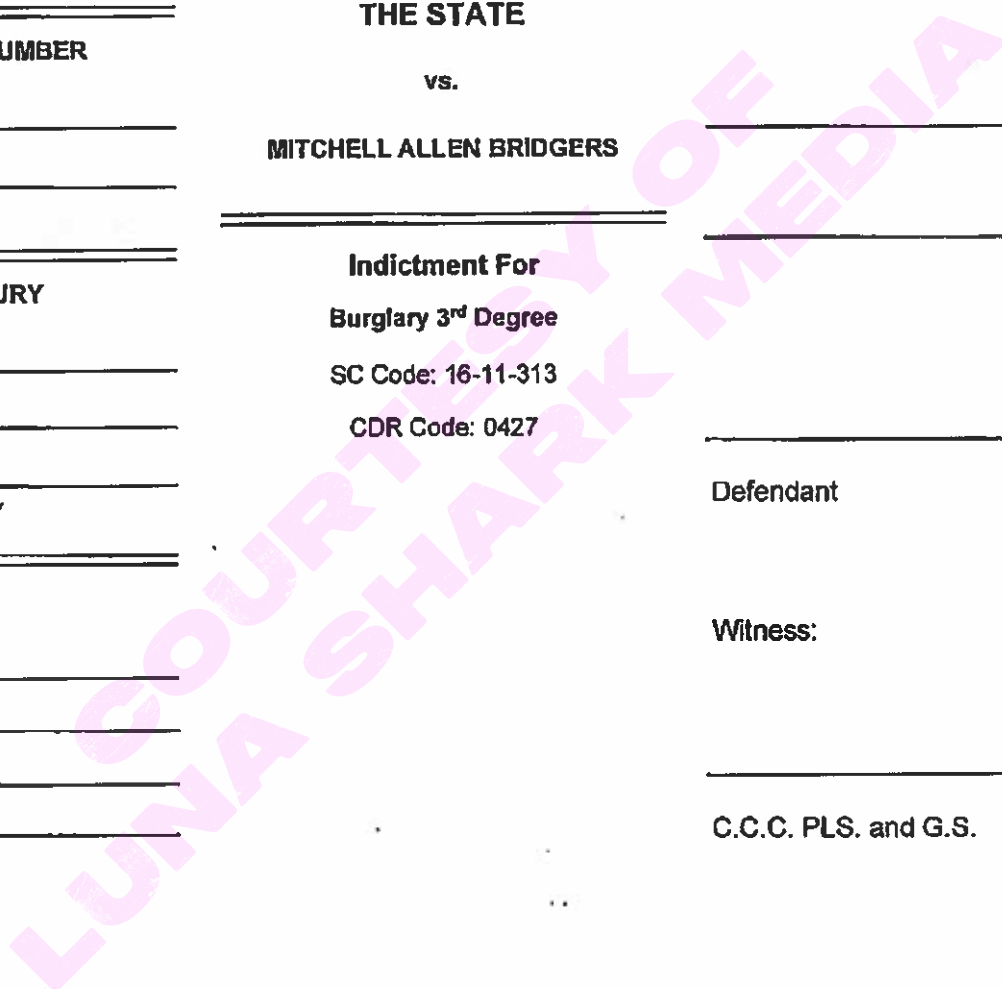 UMBER
JRY
THE STATE
vs.
MITCHELL ALLEN BRIDGERS
Indictment For
Burglary 3rd Degree
SC Code: 16-11-313
CDR Code: 0427
Defendant
Witness:
C.C.C. PLS. and G.S.
COURTESY OF
LUNA SHARK MEDIA